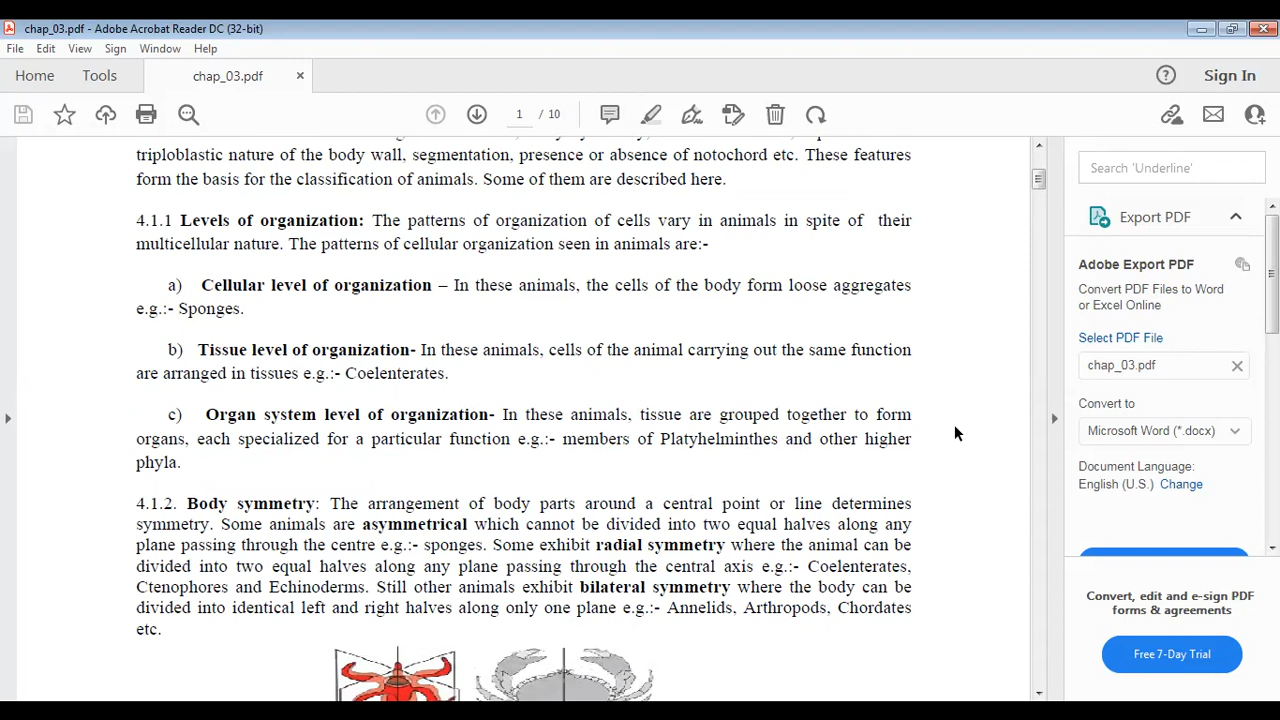 chap_03.pdf - Adobe Acrobat Reader DC (32-bit)
File Edit View Sign Window Help
Home Tools chap_03.pdf × Sign In
1 / 10
triploblastic nature of the body wall, segmentation, presence or absence of notochord etc. These features
form the basis for the classification of animals. Some of them are described here.
4.1.1 Levels of organization: The patterns of organization of cells vary in animals in spite of their
multicellular nature. The patterns of cellular organization seen in animals are:-
a) Cellular level of organization – In these animals, the cells of the body form loose aggregates
e.g.:- Sponges.
b) Tissue level of organization- In these animals, cells of the animal carrying out the same function
are arranged in tissues e.g.:- Coelenterates.
c) Organ system level of organization- In these animals, tissue are grouped together to form
organs, each specialized for a particular function e.g.:- members of Platyhelminthes and other higher
phyla.
4.1.2. Body symmetry: The arrangement of body parts around a central point or line determines
symmetry. Some animals are asymmetrical which cannot be divided into two equal halves along any
plane passing through the centre e.g.:- sponges. Some exhibit radial symmetry where the animal can be
divided into two equal halves along any plane passing through the central axis e.g.:- Coelenterates,
Ctenophores and Echinoderms. Still other animals exhibit bilateral symmetry where the body can be
divided into identical left and right halves along only one plane e.g.:- Annelids, Arthropods, Chordates
etc.
Search 'Underline'
Export PDF
Adobe Export PDF
Convert PDF Files to Word
or Excel Online
Select PDF File
chap_03.pdf
Convert to
Microsoft Word (*.docx)
Document Language:
English (U.S.) Change
Convert, edit and e-sign PDF
forms & agreements
Free 7-Day Trial